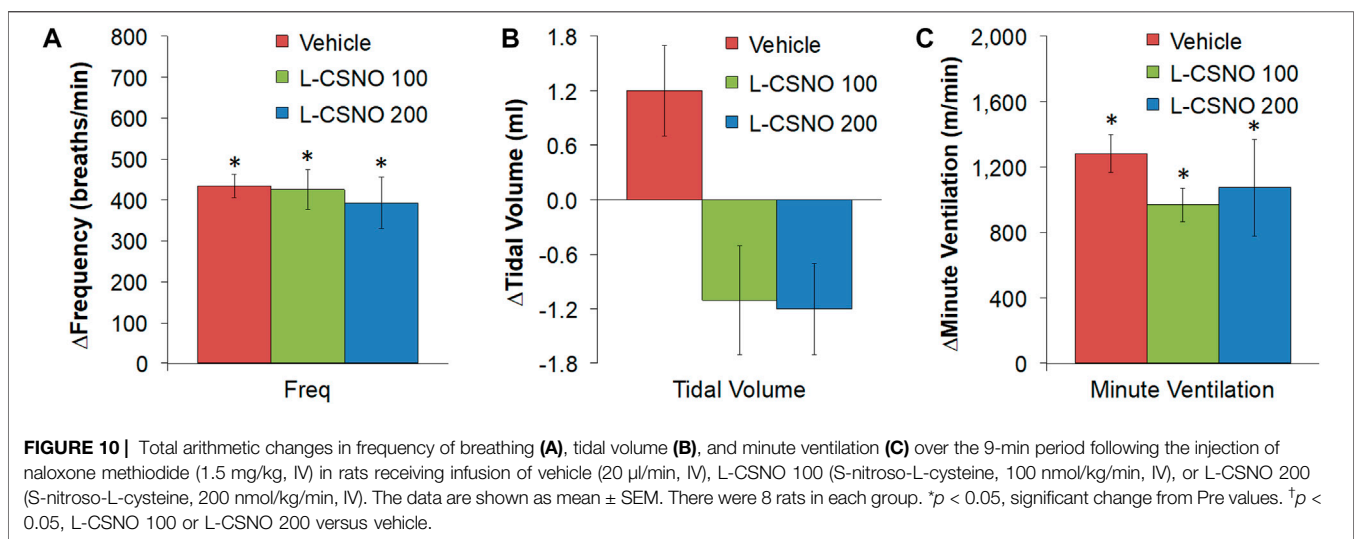 A
ΔFrequency (breaths/min)
800
700
600
500
400
300
200
100
0
Vehicle
L-CSNO 100
L-CSNO 200
*
*
*
Freq
B
ΔTidal Volume (ml)
1.8
1.2
0.6
0.0
-0.6
-1.2
-1.8
Vehicle
L-CSNO 100
L-CSNO 200
Tidal Volume
C
ΔMinute Ventilation (m/min)
2,000
1,600
1,200
800
400
0
Vehicle
L-CSNO 100
L-CSNO 200
*
*
*
Minute Ventilation
FIGURE 10 | Total arithmetic changes in frequency of breathing (A), tidal volume (B), and minute ventilation (C) over the 9-min period following the injection of
naloxone methiodide (1.5 mg/kg, IV) in rats receiving infusion of vehicle (20 μl/min, IV), L-CSNO 100 (S-nitroso-L-cysteine, 100 nmol/kg/min, IV), or L-CSNO 200
(S-nitroso-L-cysteine, 200 nmol/kg/min, IV). The data are shown as mean ± SEM. There were 8 rats in each group. *p < 0.05, significant change from Pre values. †p <
0.05, L-CSNO 100 or L-CSNO 200 versus vehicle.